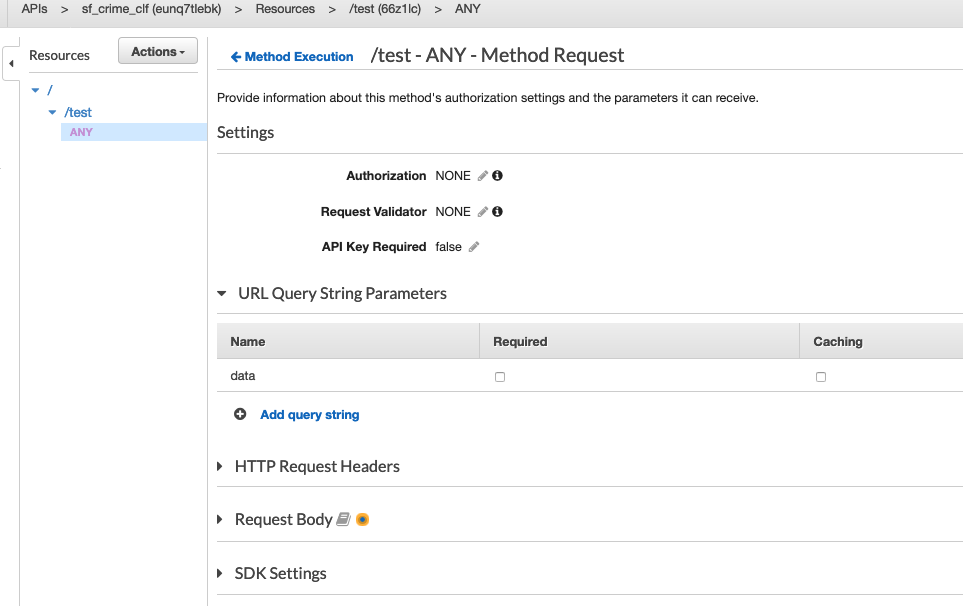 APIs > sf_crime_clf (eunq7tlebk) > Resources > /test (66z1lc) > ANY
Resources
Actions
/
/test
ANY
Method Execution /test - ANY - Method Request
Provide information about this method's authorization settings and the parameters it can receive.
Settings
Authorization NONE
Request Validator NONE
API Key Required false
URL Query String Parameters
Name Required Caching
data
Add query string
HTTP Request Headers
Request Body
SDK Settings